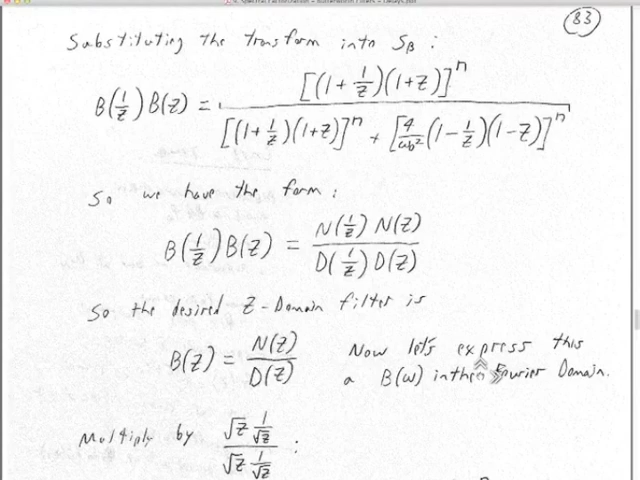 83
Substituting the transform into S_B :
B(1/z) B(z) = [(1 + 1/z)(1+z)]^n / ([(1 + 1/z)(1+z)]^n + [4/ω_b^2 (1 - 1/z)(1-z)]^n)
So we have the form:
B(1/z) B(z) = N(1/z) N(z) / D(1/z) D(z)
So the desired Z-Domain filter is
B(z) = N(z) / D(z) Now let's express this
a B(ω) in the Fourier Domain.
Multiply by √z 1/√z / √z 1/√z :